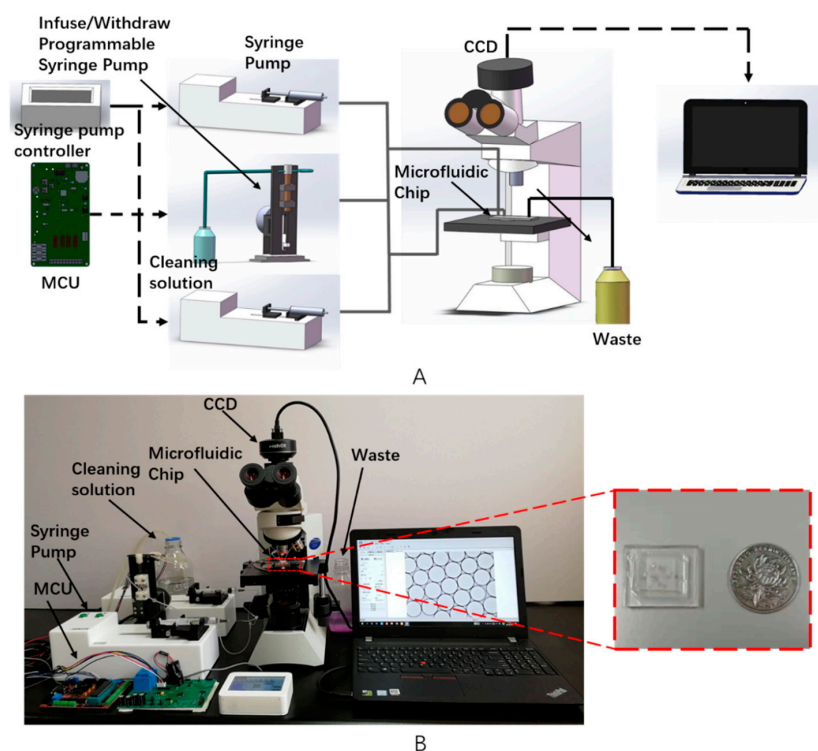 Infuse/Withdraw
Programmable
Syringe Pump
Syringe
Pump
CCD
Syringe pump
controller
Microfluidic
Chip
MCU
Cleaning
solution
Waste
A
CCD
Microfluidic
Chip
Waste
Cleaning
solution
Syringe
Pump
MCU
ThinkPad
B